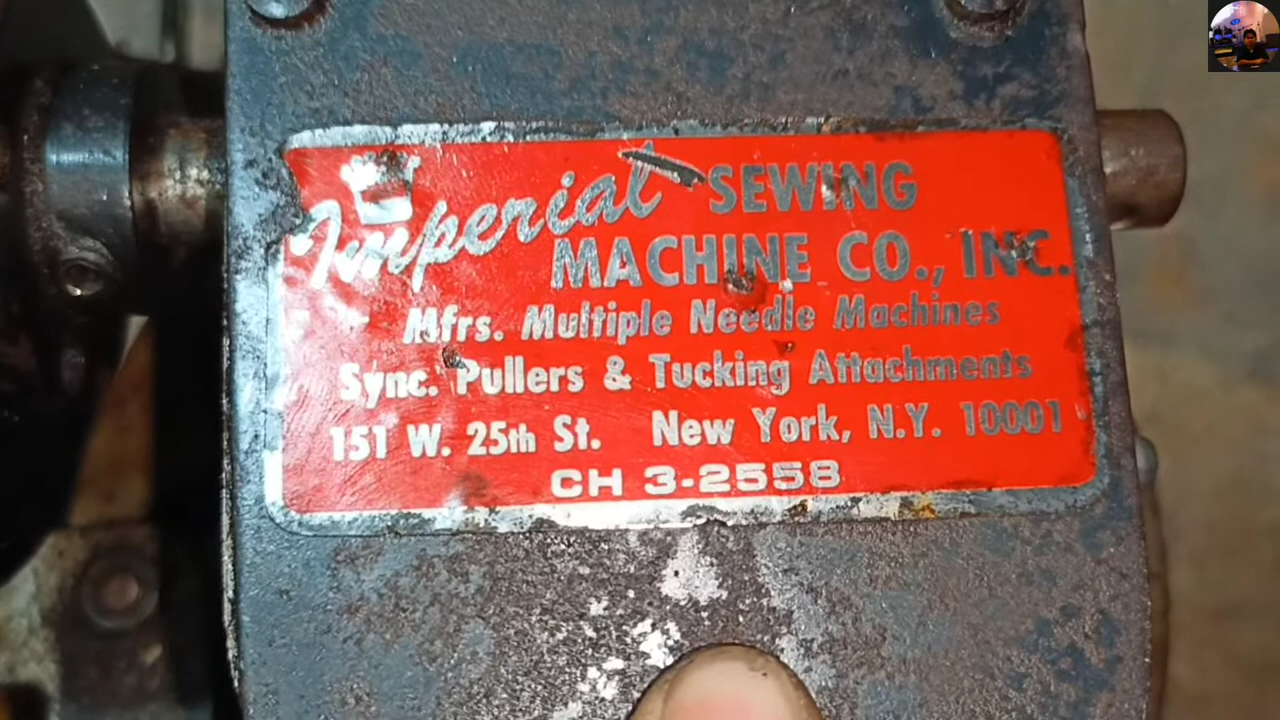 Imperial SEWING
MACHINE CO., INC.
Mfrs. Multiple Needle Machines
Sync. Pullers & Tucking Attachments
151 W. 25th St. New York, N.Y. 10001
CH 3-2558